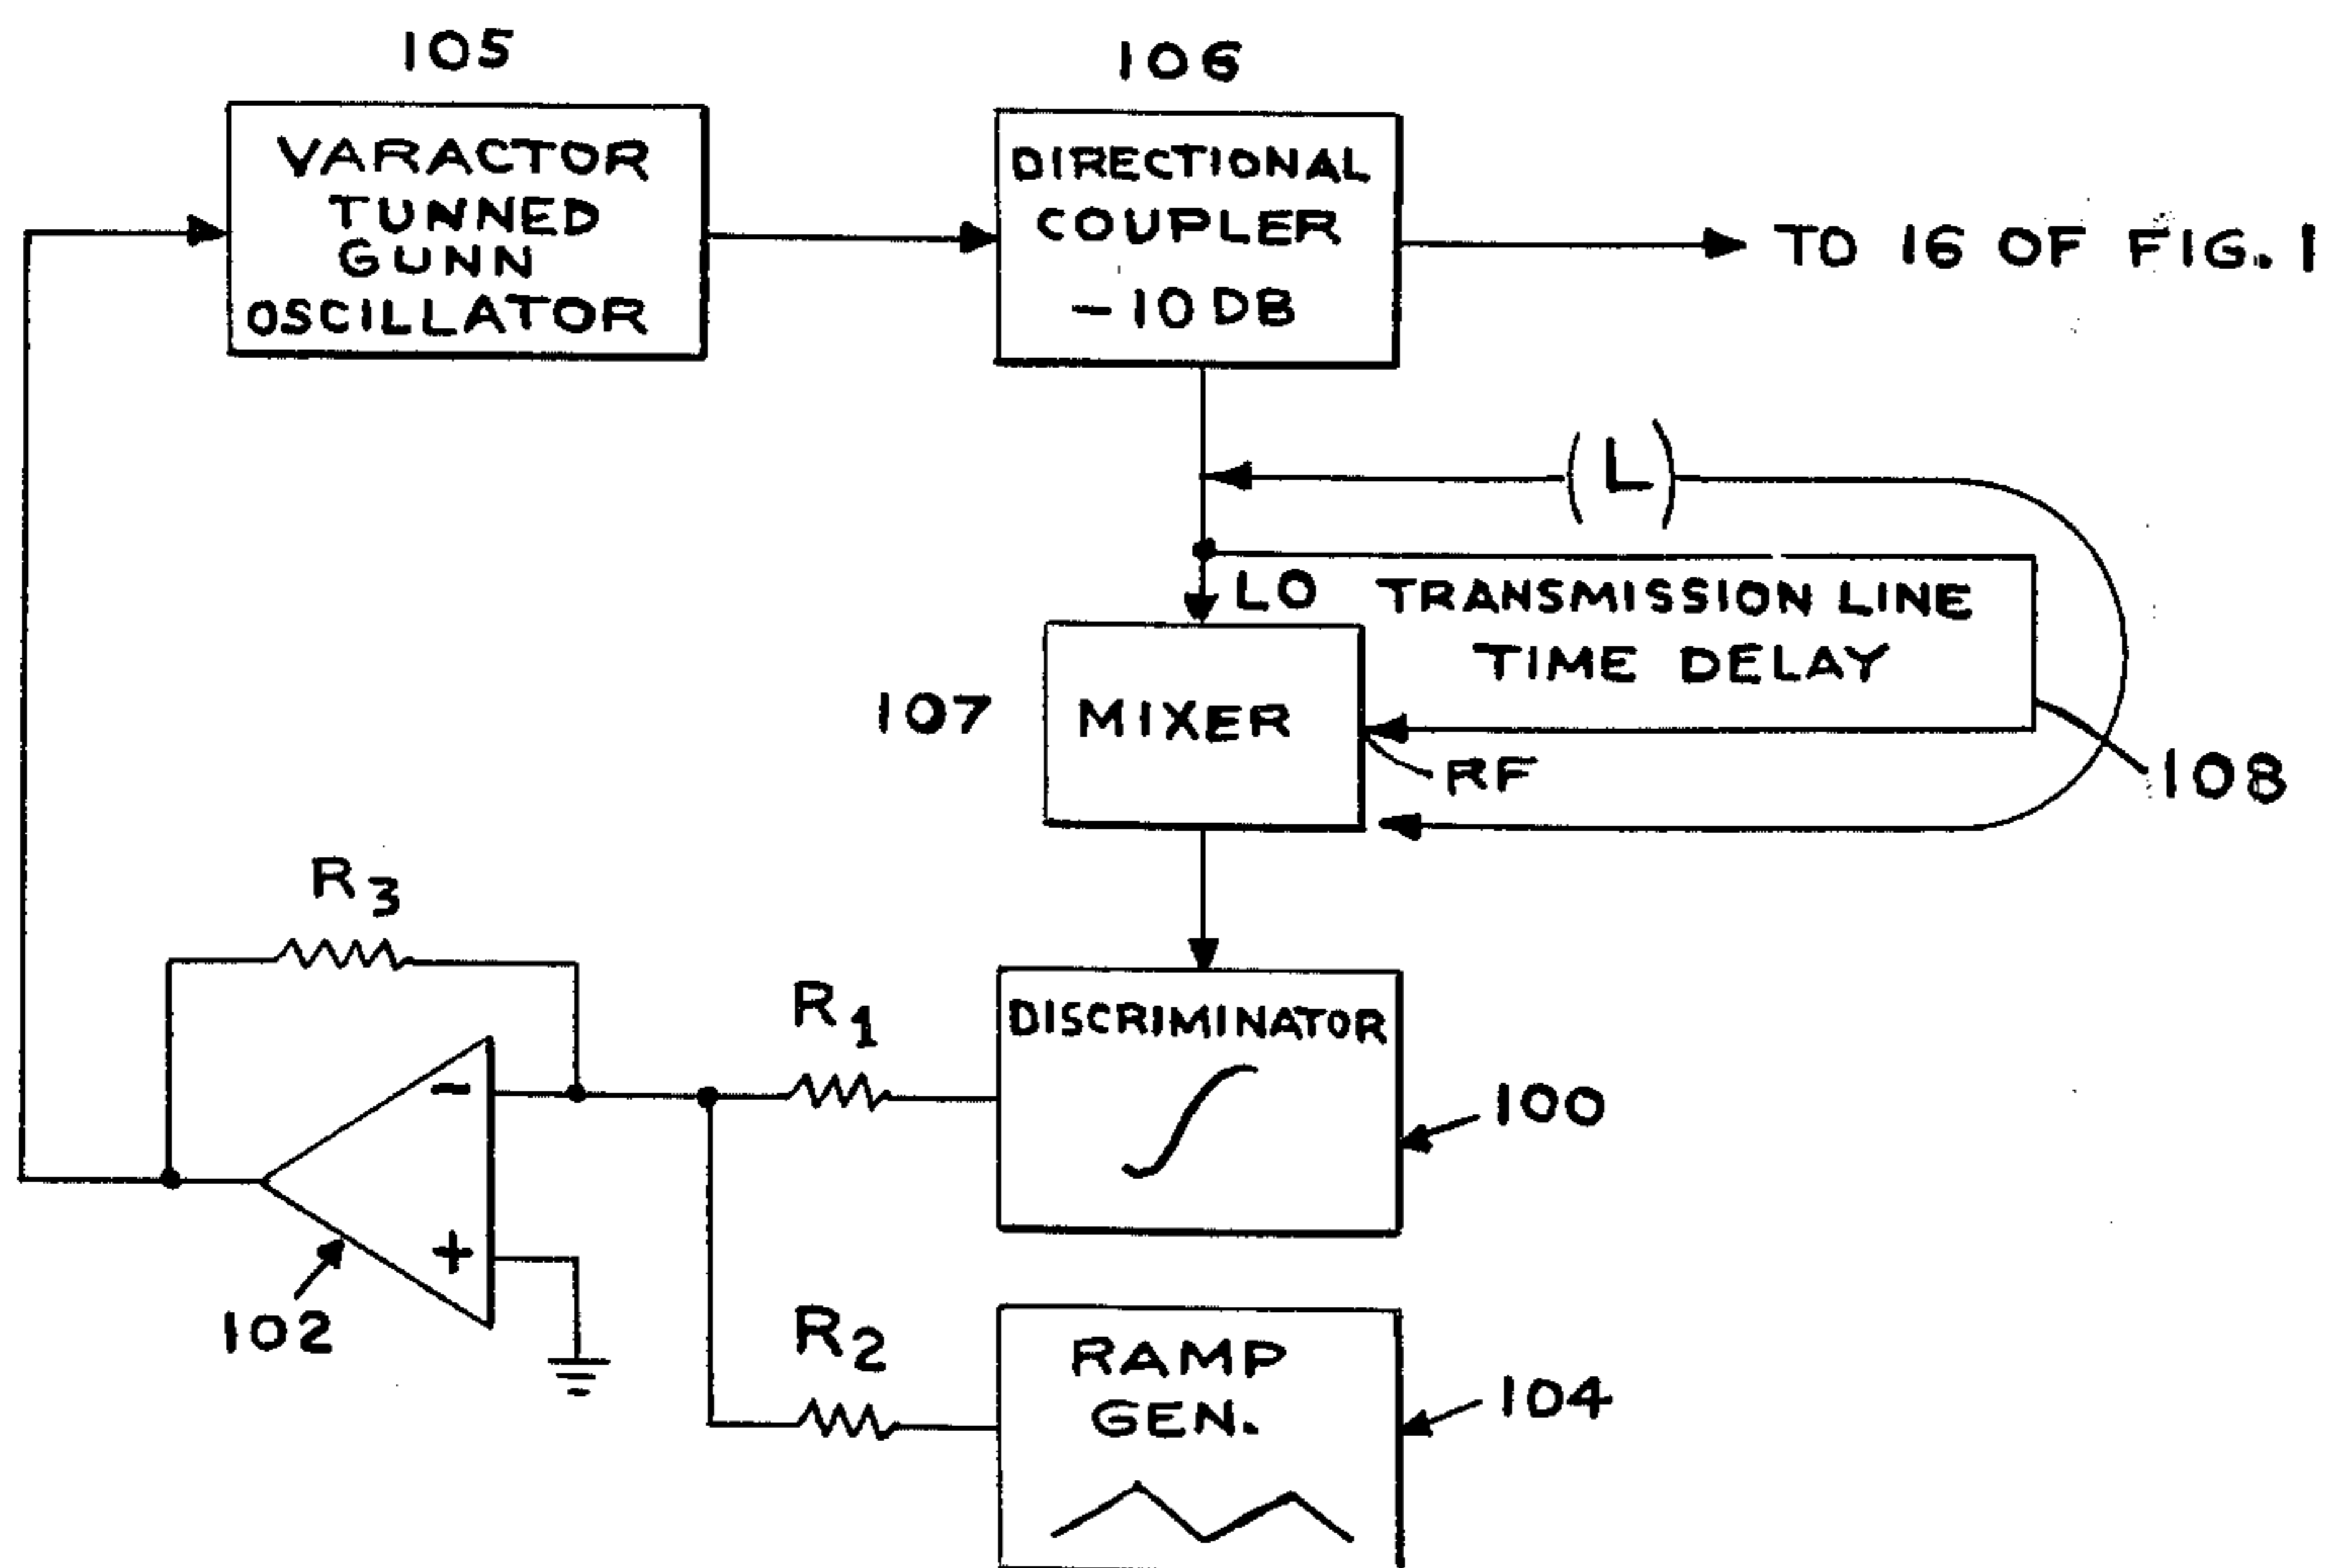 105
VARACTOR
TUNNED
GUNN
OSCILLATOR
106
DIRECTIONAL
COUPLER
-10 DB
TO 16 OF FIG. 1
(L)
LO
TRANSMISSION LINE
TIME DELAY
107
MIXER
RF
108
R3
R1
DISCRIMINATOR
100
-
+
102
R2
RAMP
GEN.
104